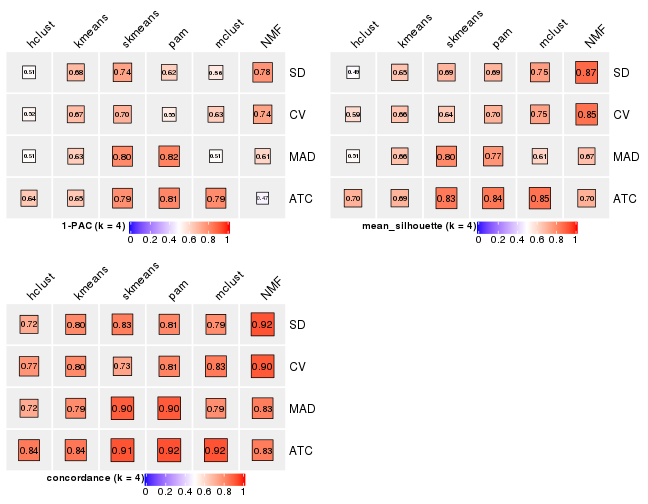 hclust kmeans skmeans pam mclust NMF
0.51 0.68 0.74 0.62 0.56 0.78 SD
0.52 0.67 0.70 0.55 0.63 0.74 CV
0.51 0.63 0.80 0.82 0.51 0.61 MAD
0.64 0.65 0.79 0.81 0.79 0.47 ATC
1-PAC (k = 4)
0 0.2 0.4 0.6 0.8 1
hclust kmeans skmeans pam mclust NMF
0.49 0.65 0.69 0.69 0.75 0.87 SD
0.59 0.66 0.64 0.70 0.75 0.85 CV
0.51 0.66 0.80 0.77 0.61 0.67 MAD
0.70 0.69 0.83 0.84 0.85 0.70 ATC
mean_silhouette (k = 4)
0 0.2 0.4 0.6 0.8 1
hclust kmeans skmeans pam mclust NMF
0.72 0.80 0.83 0.81 0.79 0.92 SD
0.77 0.80 0.73 0.81 0.83 0.90 CV
0.72 0.79 0.90 0.90 0.79 0.83 MAD
0.84 0.84 0.91 0.92 0.92 0.83 ATC
concordance (k = 4)
0 0.2 0.4 0.6 0.8 1